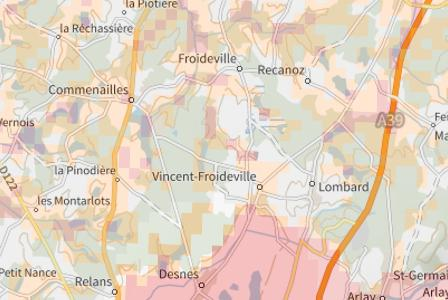 la Piotière
la Réchassière
Froideville
Recanoz
Commenailles
A39
D122
la Pinodière
Vincent-Froideville
Lombard
les Montarlots
Petit Nance
Relans
Desnes
St-Germai
Arlay
Arlay